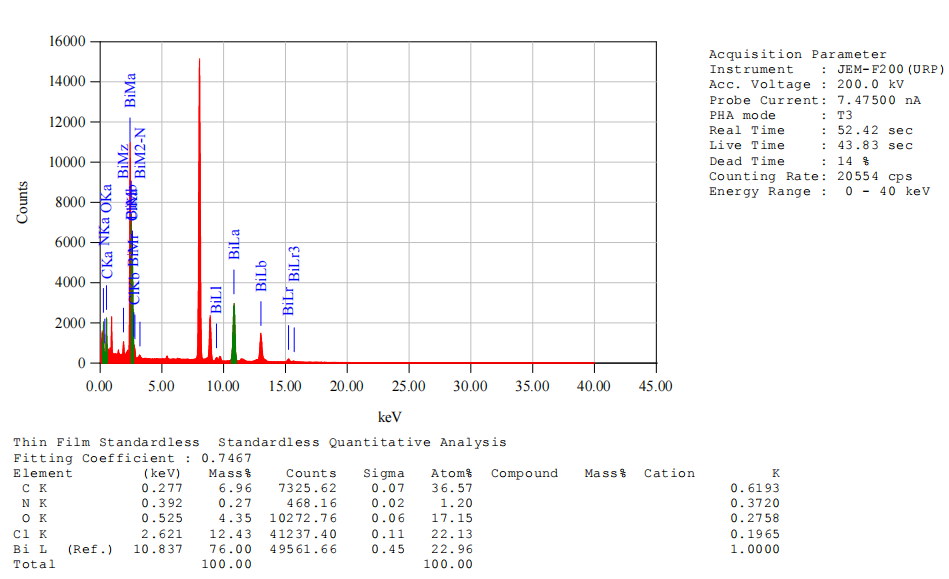 16000
14000
12000
10000
8000
6000
4000
2000
0
Counts
CKa
NKa
OKa
BiMz
BiMa
BiM2-N
BiMr
ClKb
BiLl
BiLa
BiLb
BiLr
BiLr3
0.00 5.00 10.00 15.00 20.00 25.00 30.00 35.00 40.00 45.00
keV
Acquisition Parameter
Instrument : JEM-F200(URP)
Acc. Voltage : 200.0 kV
Probe Current: 7.47500 nA
PHA mode : T3
Real Time : 52.42 sec
Live Time : 43.83 sec
Dead Time : 14 %
Counting Rate: 20554 cps
Energy Range : 0 - 40 keV
Thin Film Standardless Standardless Quantitative Analysis
Fitting Coefficient : 0.7467
Element (keV) Mass% Counts Sigma Atom% Compound Mass% Cation K
C K 0.277 6.96 7325.62 0.07 36.57 0.6193
N K 0.392 0.27 468.16 0.02 1.20 0.3720
O K 0.525 4.35 10272.76 0.06 17.15 0.2758
Cl K 2.621 12.43 41237.40 0.11 22.13 0.1965
Bi L (Ref.) 10.837 76.00 49561.66 0.45 22.96 1.0000
Total 100.00 100.00